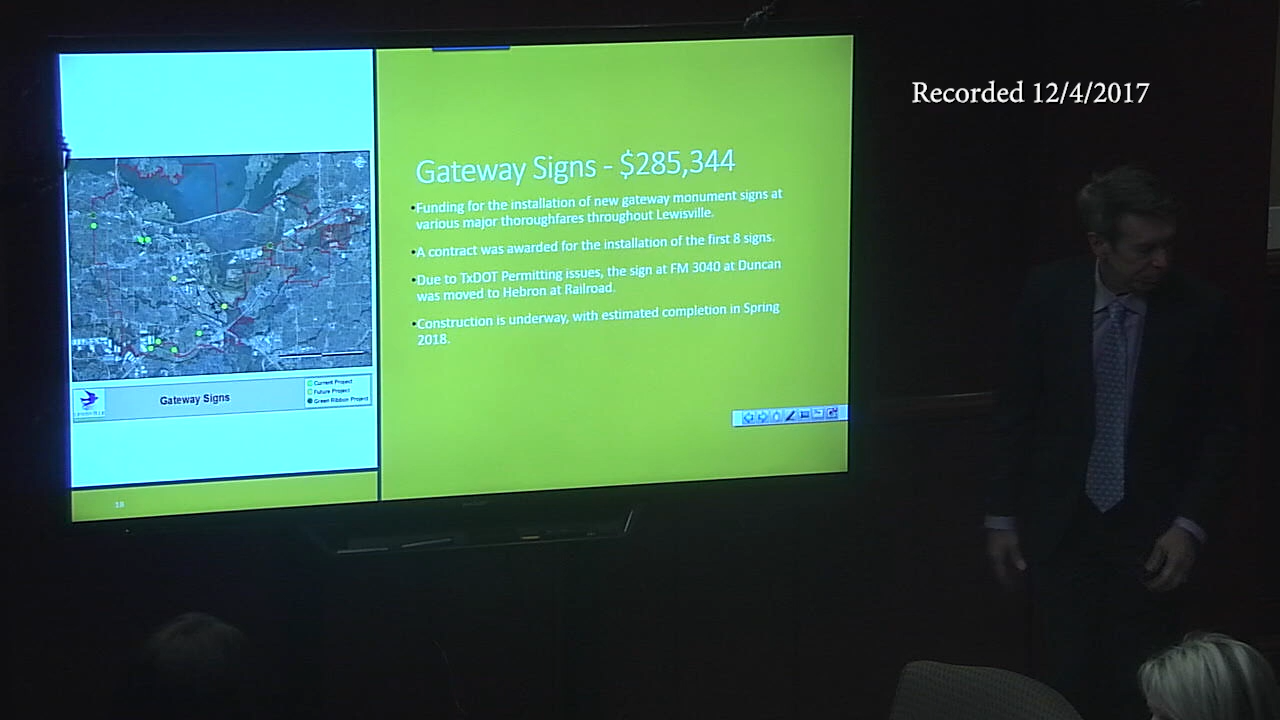 Recorded 12/4/2017
Gateway Signs - $285,344
•Funding for the installation of new gateway monument signs at
various major thoroughfares throughout Lewisville.
•A contract was awarded for the installation of the first 8 signs.
•Due to TxDOT Permitting issues, the sign at FM 3040 at Duncan
was moved to Hebron at Railroad.
•Construction is underway, with estimated completion in Spring
2018.
Gateway Signs
Current Project
Future Project
Green Ribbon Project
18